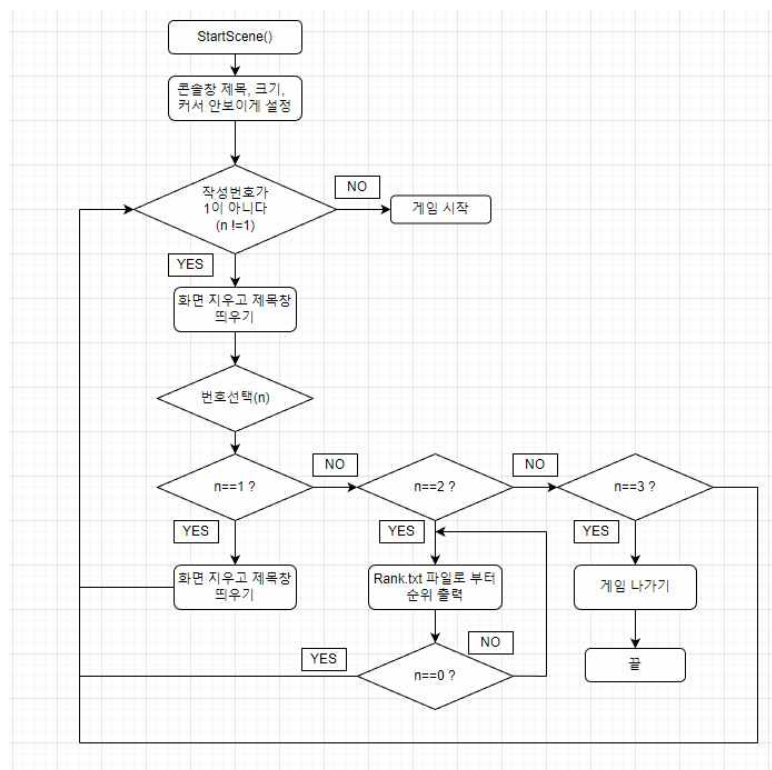 StartScene()
콘솔창 제목, 크기,
커서 안보이게 설정
작성번호가
1이 아니다
(n !=1)
NO
게임 시작
YES
화면 지우고 제목창
띄우기
번호선택(n)
n==1 ?
NO
n==2 ?
NO
n==3 ?
YES
YES
YES
화면 지우고 제목창
띄우기
Rank.txt 파일로 부터
순위 출력
게임 나가기
YES
n==0 ?
NO
끝